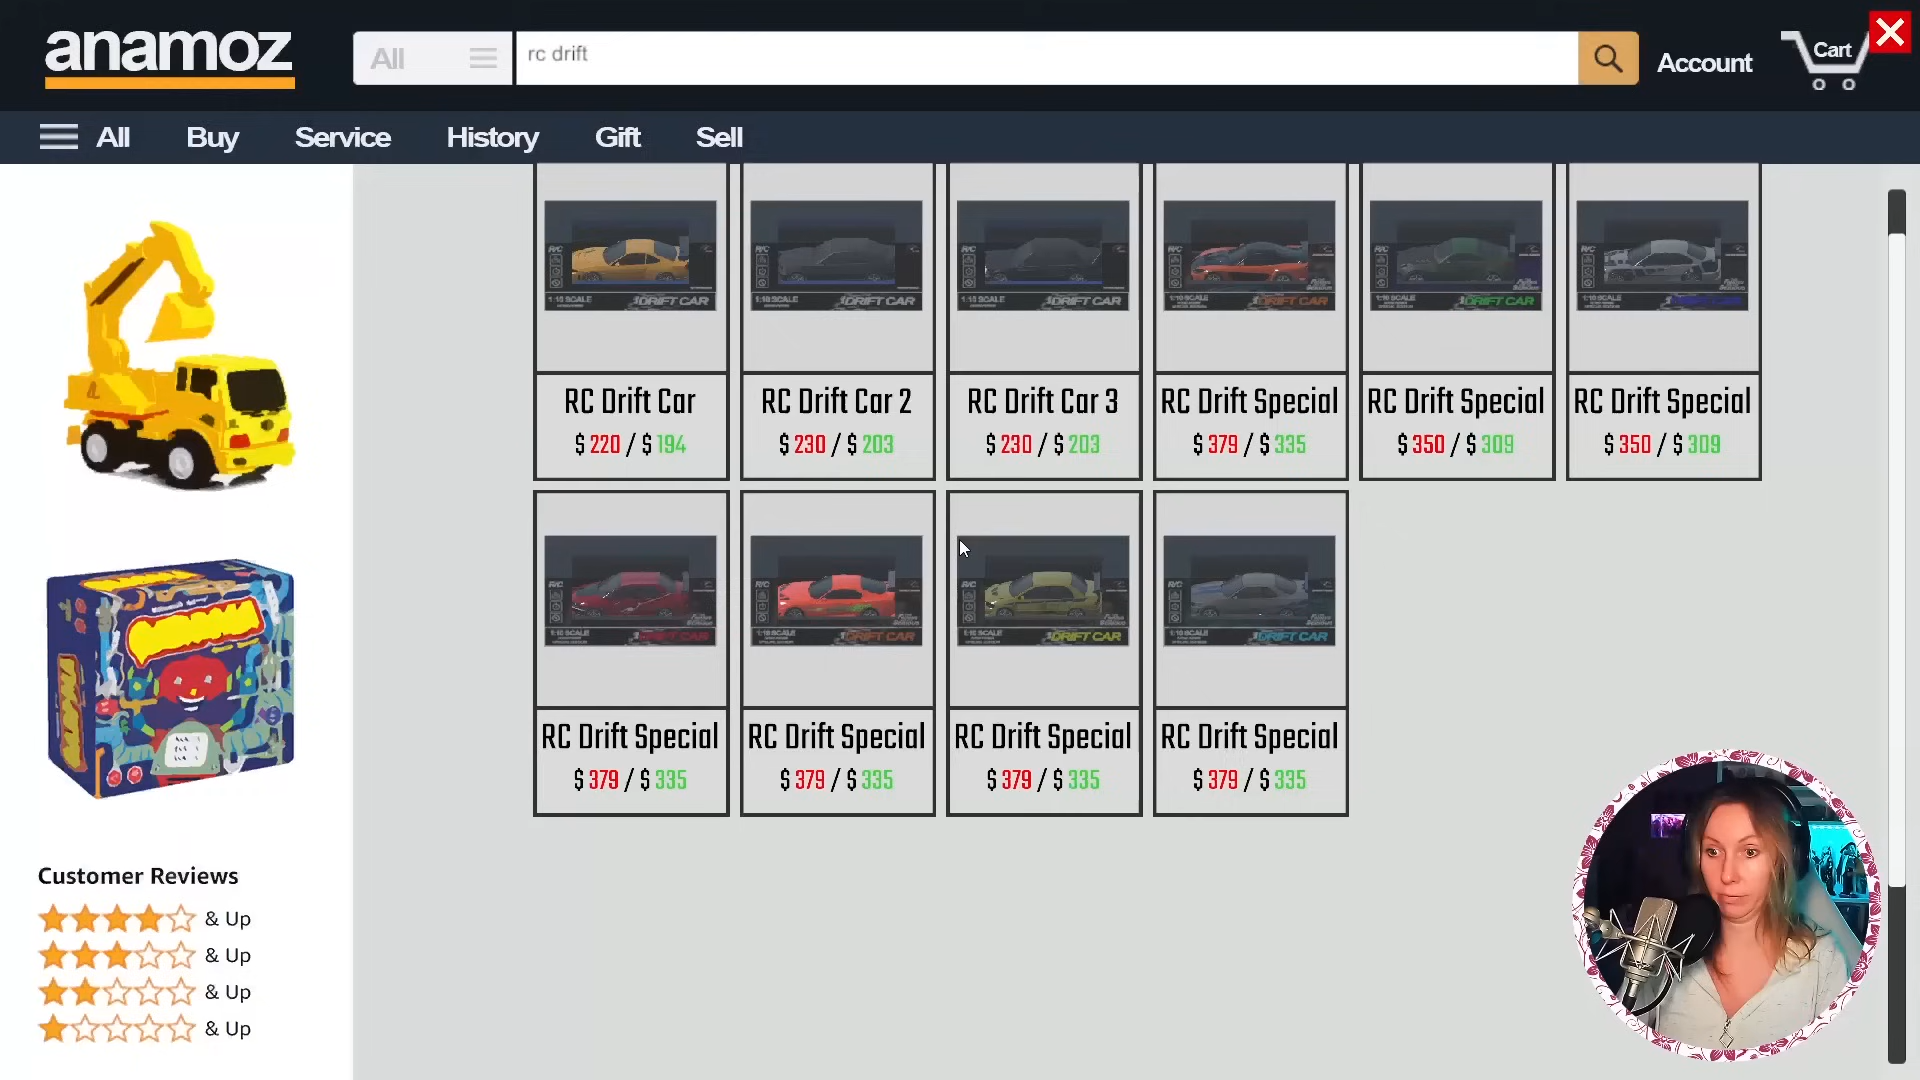 anamoz
All
rc drift
Account
Cart
All Buy Service History Gift Sell
RC Drift Car
$ 220 / $ 194
RC Drift Car 2
$ 230 / $ 203
RC Drift Car 3
$ 230 / $ 203
RC Drift Special
$ 379 / $ 335
RC Drift Special
$ 350 / $ 309
RC Drift Special
$ 350 / $ 309
RC Drift Special
$ 379 / $ 335
RC Drift Special
$ 379 / $ 335
RC Drift Special
$ 379 / $ 335
RC Drift Special
$ 379 / $ 335
Customer Reviews
& Up
& Up
& Up
& Up